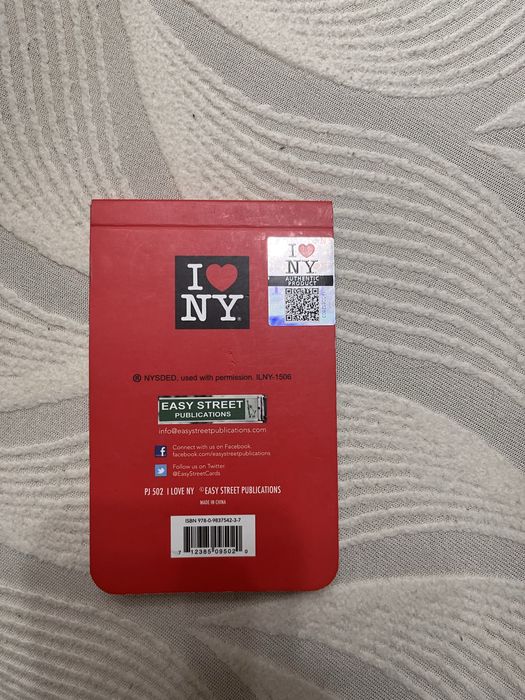 I ❤ NY®
I ❤ NY
AUTHENTIC
PRODUCT
® NYSDED, used with permission. ILNY-1506
EASY STREET
PUBLICATIONS
info@easystreetpublications.com
Connect with us on Facebook.
facebook.com/easystreetpublications
Follow us on Twitter
@EasyStreetCards
PJ 502 I LOVE NY ©EASY STREET PUBLICATIONS
MADE IN CHINA
ISBN 978-0-9837542-3-7
7 12385 09502 0